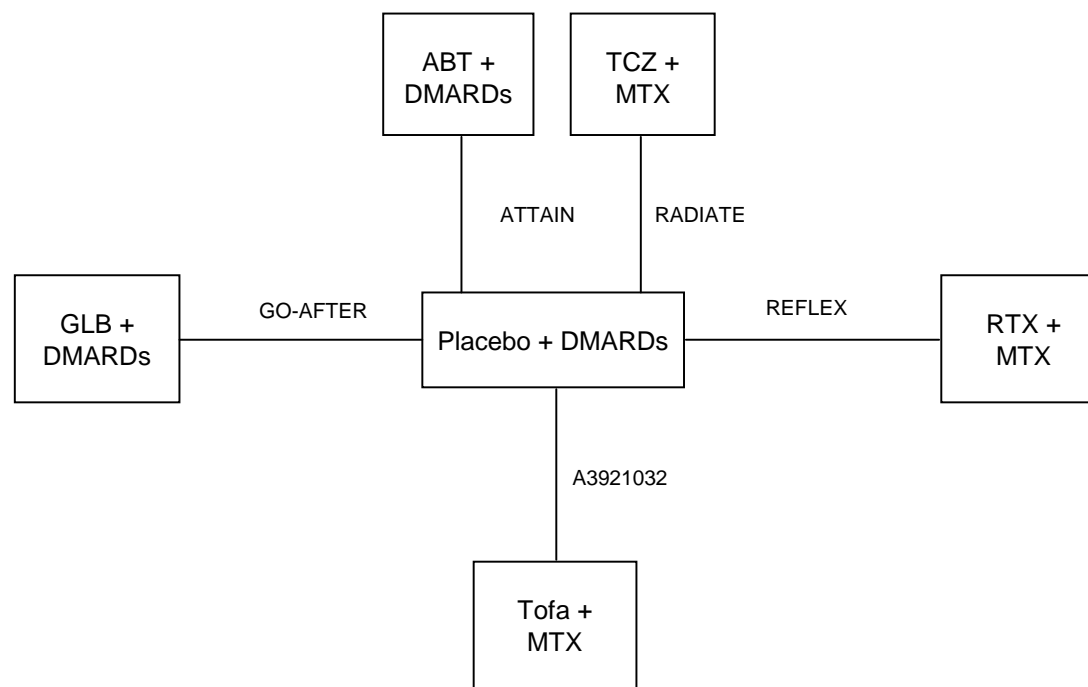 ABT +
DMARDs
TCZ +
MTX
ATTAIN
RADIATE
GLB +
DMARDs
GO-AFTER
Placebo + DMARDs
REFLEX
RTX +
MTX
A3921032
Tofa +
MTX